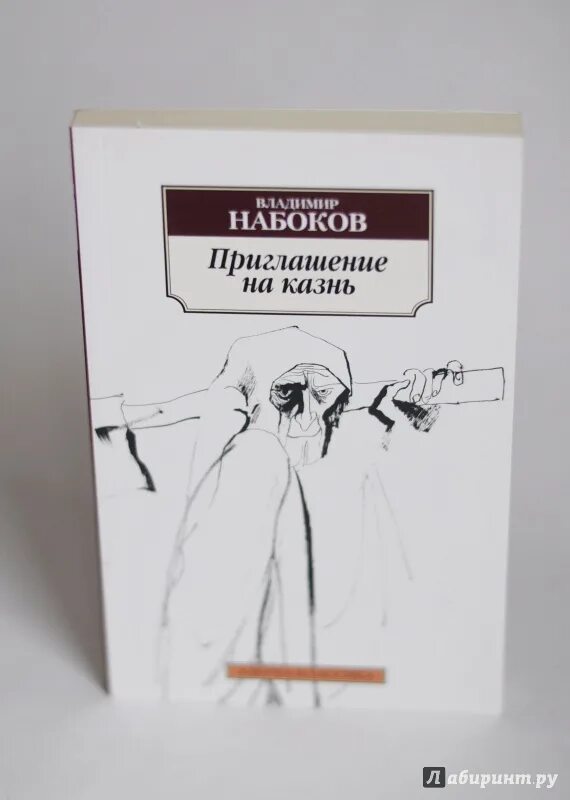 ВЛАДИМИР
НАБОКОВ
Приглашение
на казнь
Лабиринт.ру